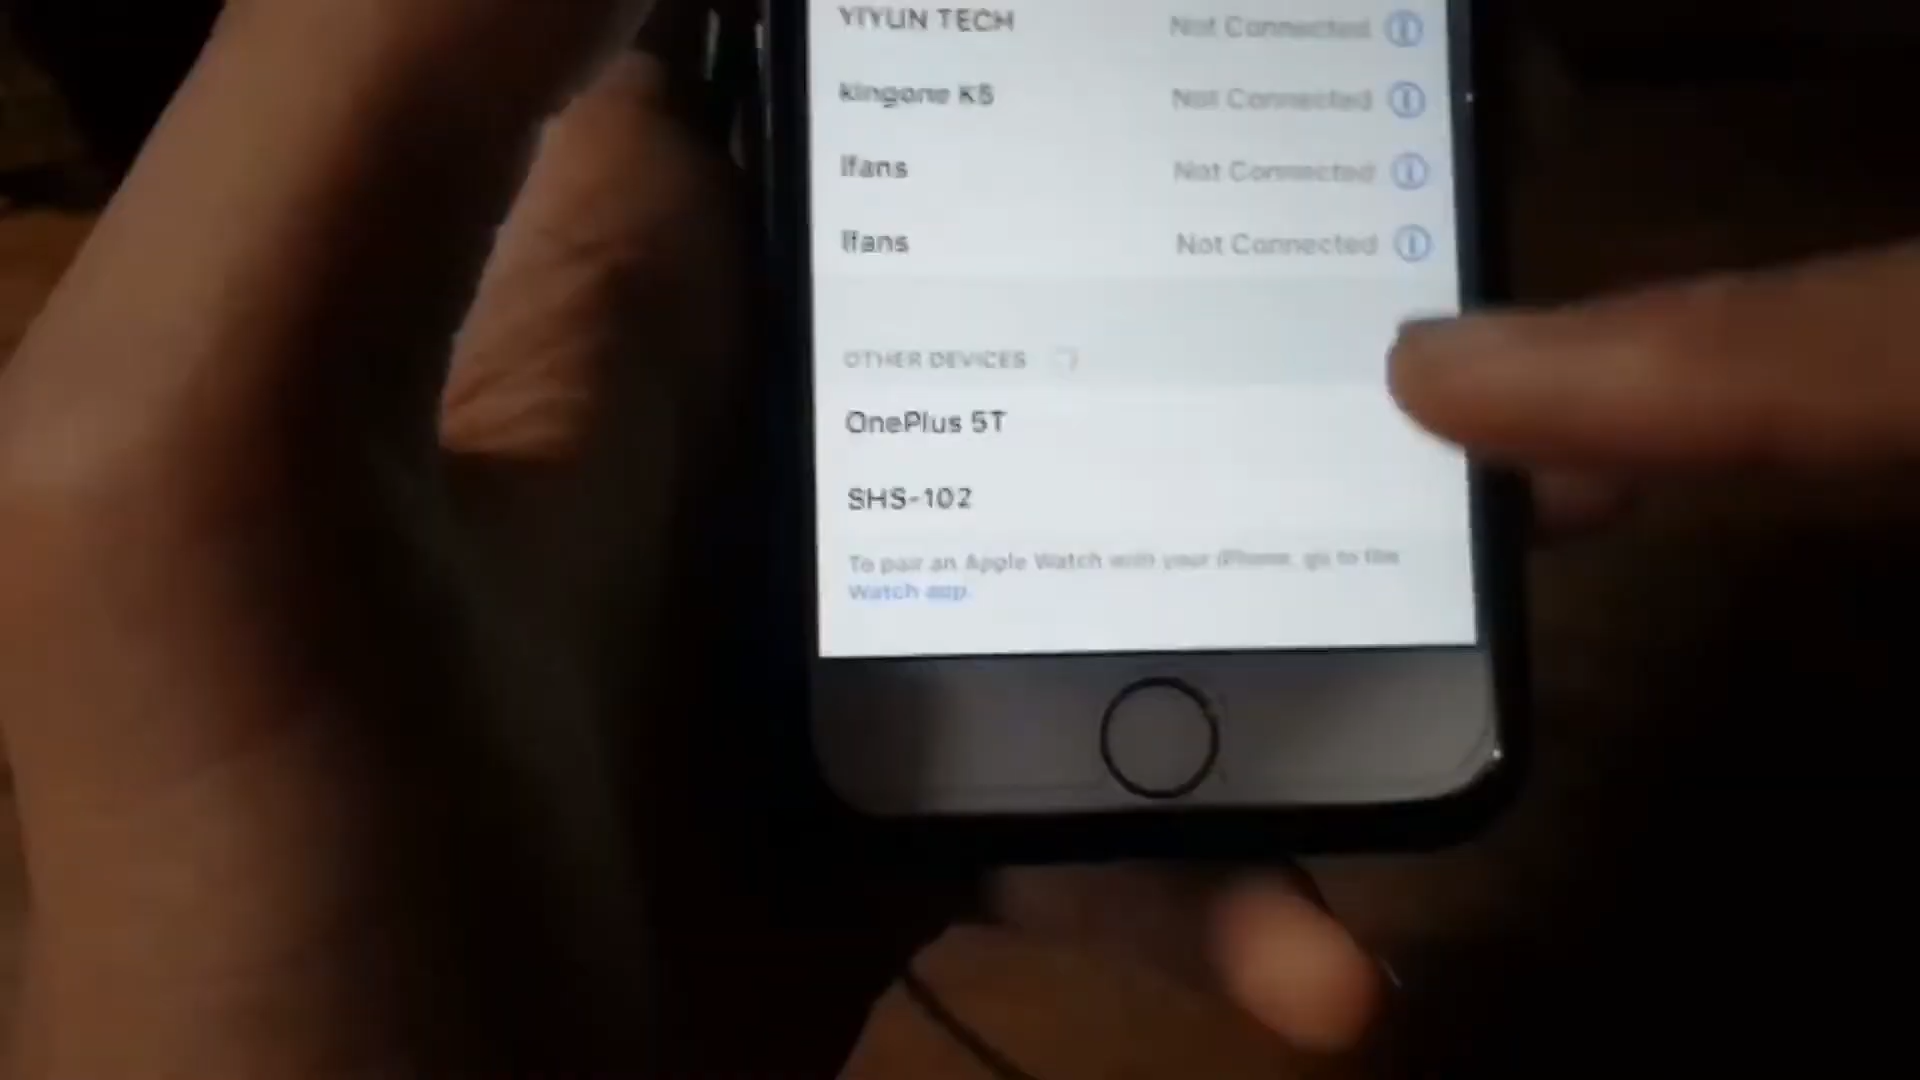 YIYUN TECH Not Connected
kingone K5 Not Connected
Ifans Not Connected
Ifans Not Connected
OTHER DEVICES
OnePlus 5T
SHS-102
To pair an Apple Watch with your iPhone, go to the
Watch app.